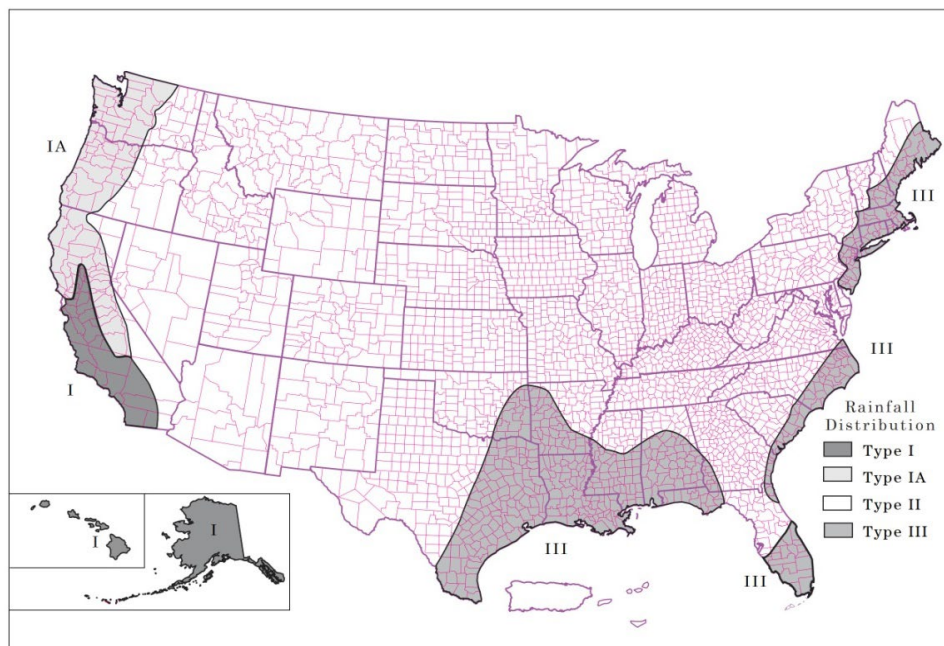 IA
III
III
I
Rainfall
Distribution
Type I
Type IA
Type II
Type III
I
I
III
III